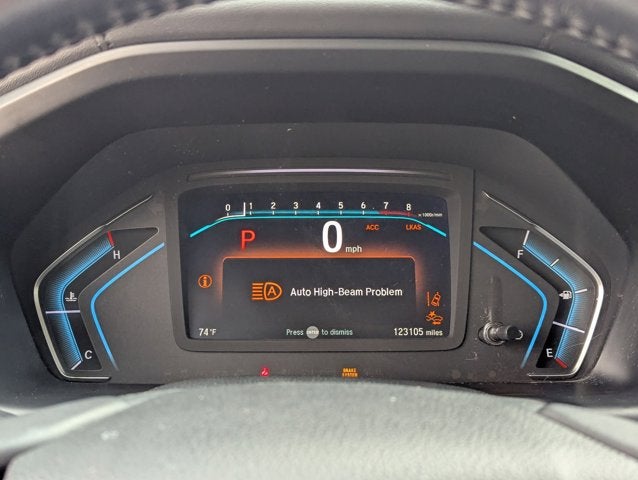 0 1 2 3 4 5 6 7 8
x1000r/min
P 0 mph
ACC LKAS
H
F
A Auto High-Beam Problem
74°F Press ENTER to dismiss 123105 miles
C
E
BRAKE
SYSTEM